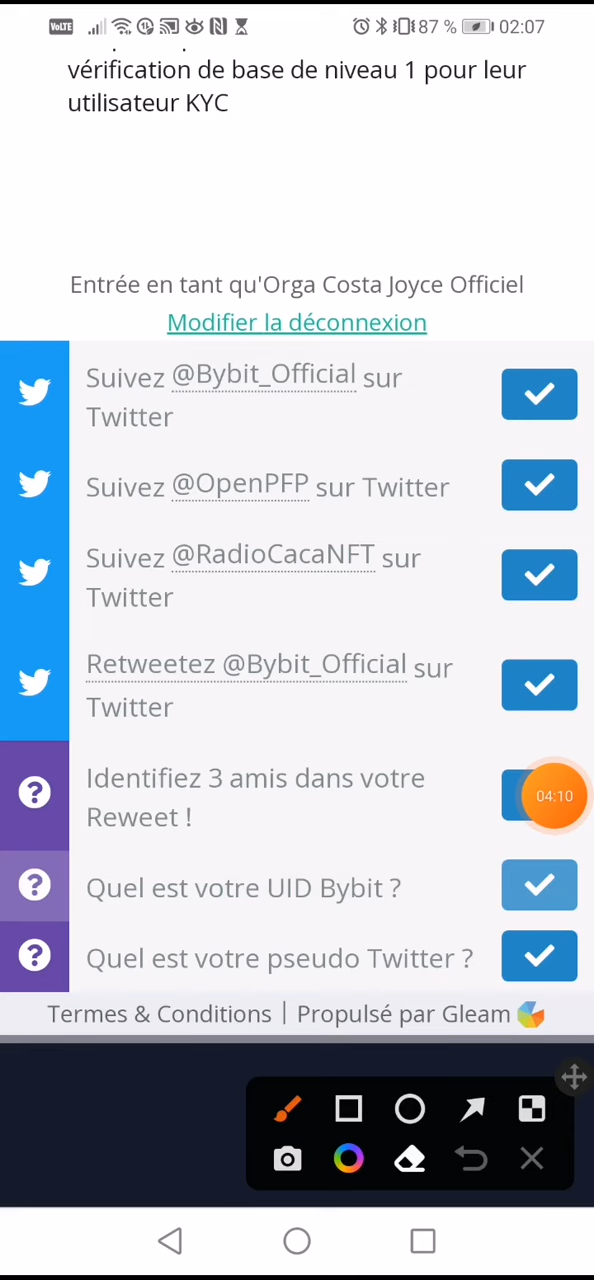 VoLTE 87 % 02:07
vérification de base de niveau 1 pour leur
utilisateur KYC
Entrée en tant qu'Orga Costa Joyce Officiel
Modifier la déconnexion
Suivez @Bybit_Official sur
Twitter
Suivez @OpenPFP sur Twitter
Suivez @RadioCacaNFT sur
Twitter
Retweetez @Bybit_Official sur
Twitter
Identifiez 3 amis dans votre
Reweet !
04:10
Quel est votre UID Bybit ?
Quel est votre pseudo Twitter ?
Termes & Conditions | Propulsé par Gleam